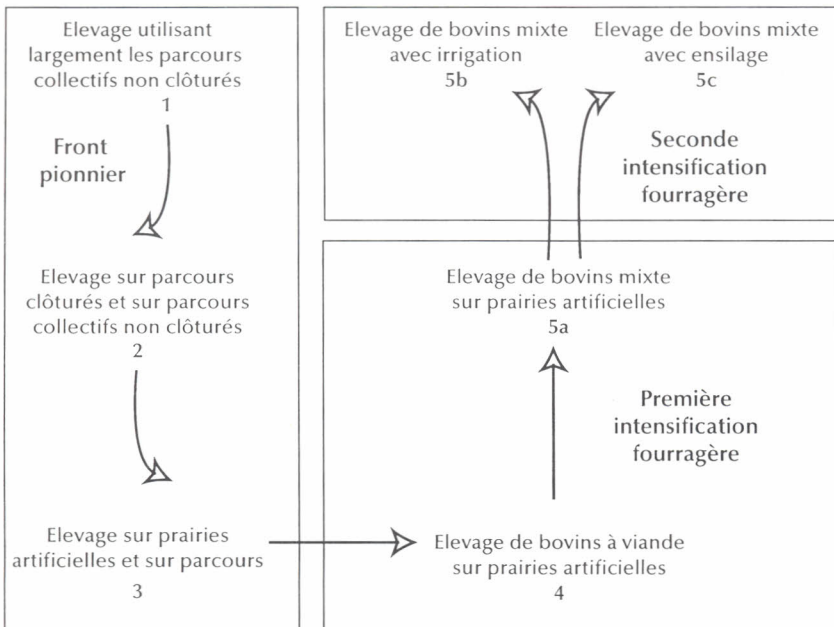 Elevage utilisant
largement les parcours
collectifs non clôturés
1
Front
pionnier
Elevage sur parcours
clôturés et sur parcours
collectifs non clôturés
2
Elevage sur prairies
artificielles et sur parcours
3
Elevage de bovins mixte
avec irrigation
5b
Elevage de bovins mixte
avec ensilage
5c
Seconde
intensification
fourragère
Elevage de bovins mixte
sur prairies artificielles
5a
Première
intensification
fourragère
Elevage de bovins à viande
sur prairies artificielles
4